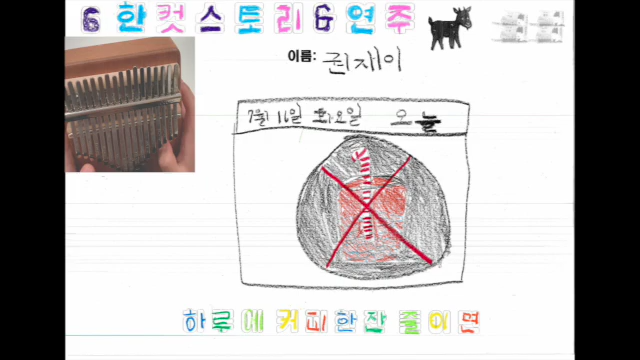 6한컷스토리&연주
이름: 권재이
7월 16일 화요일 오늘
하루에 커피 한 잔 줄이면